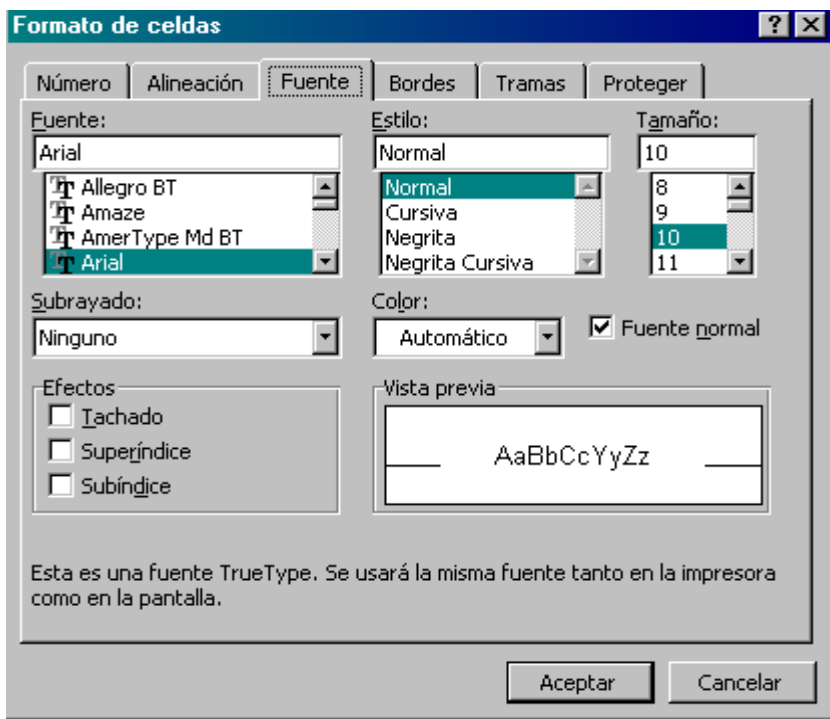 Formato de celdas
Número Alineación Fuente Bordes Tramas Proteger
Fuente: Estilo: Tamaño:
Arial Normal 10
Allegro BT Normal 8
Amaze Cursiva 9
AmerType Md BT Negrita 10
Arial Negrita Cursiva 11
Subrayado: Color:
Ninguno Automático Fuente normal
Efectos Vista previa
Tachado
Superíndice AaBbCcYyZz
Subíndice
Esta es una fuente TrueType. Se usará la misma fuente tanto en la impresora
como en la pantalla.
Aceptar Cancelar